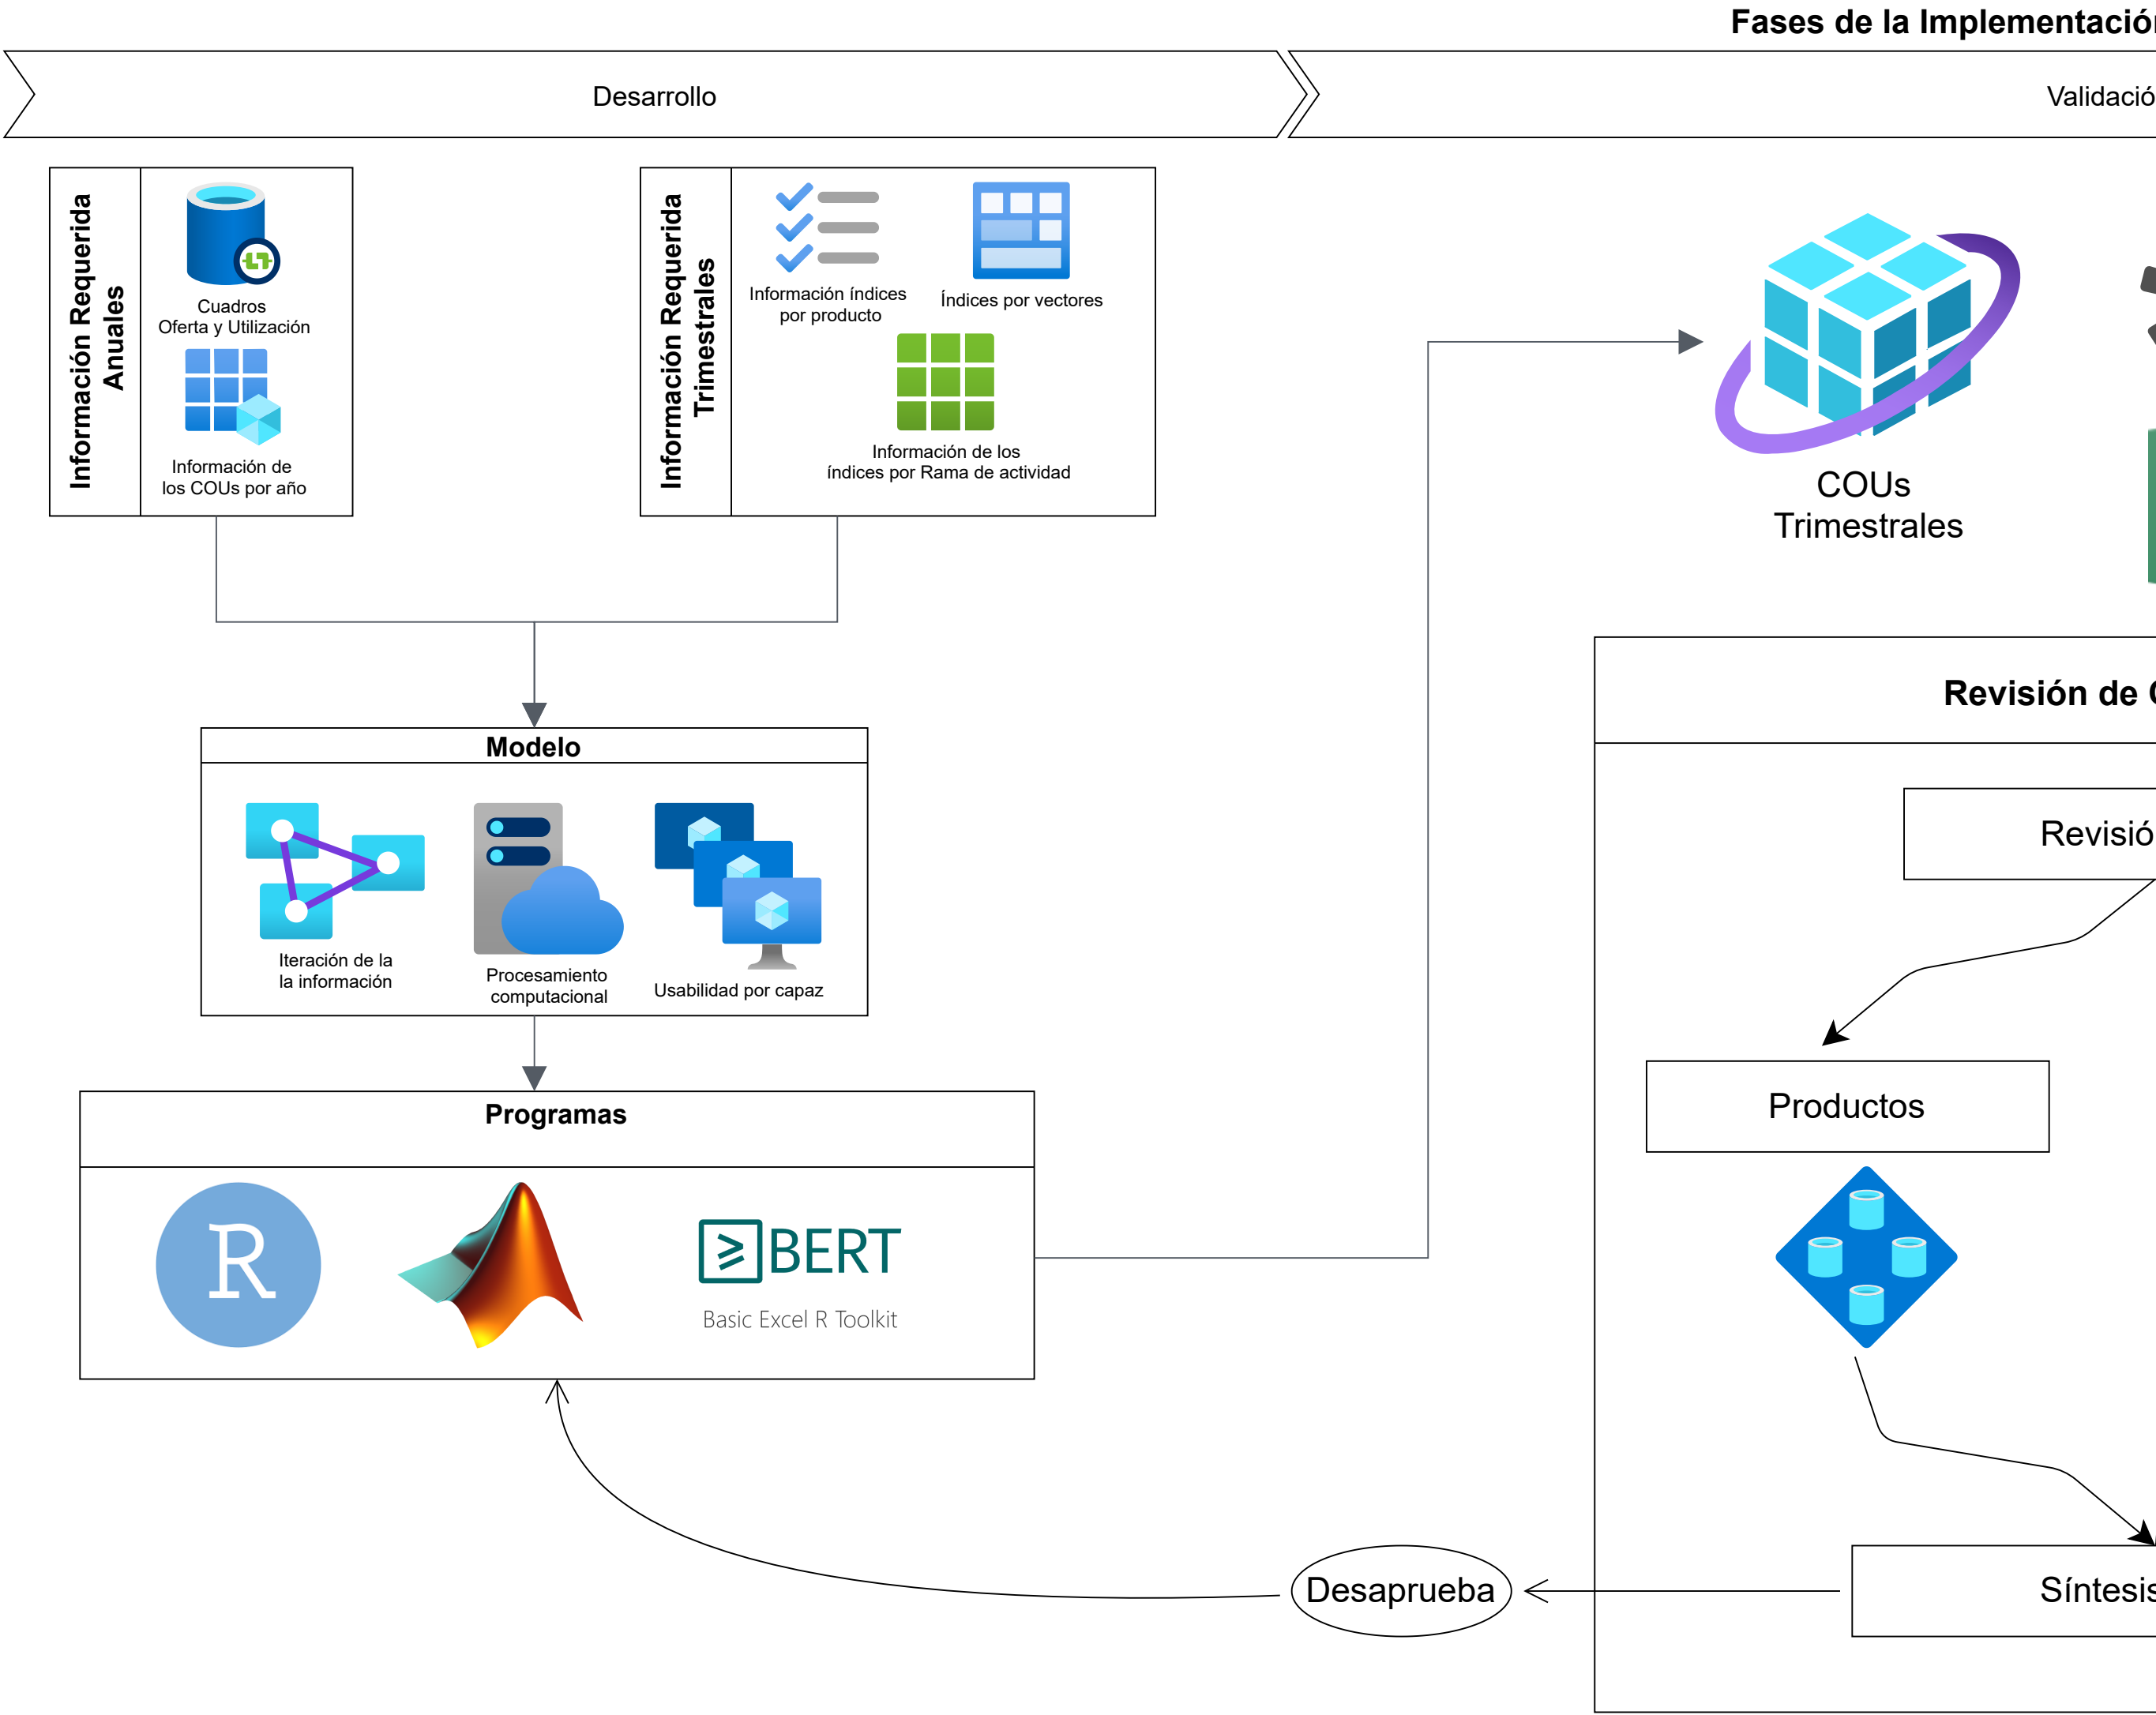 Fases de la Implementación
Desarrollo
Validació
Información Requerida
Anuales
Cuadros
Oferta y Utilización
Información de
los COUs por año
Información Requerida
Trimestrales
Información índices
por producto
Índices por vectores
Información de los
índices por Rama de actividad
COUs
Trimestrales
Modelo
Iteración de la
la información
Procesamiento
computacional
Usabilidad por capaz
Programas
R
BERT
Basic Excel R Toolkit
Revisión de
Revisió
Productos
Síntesis
Desaprueba